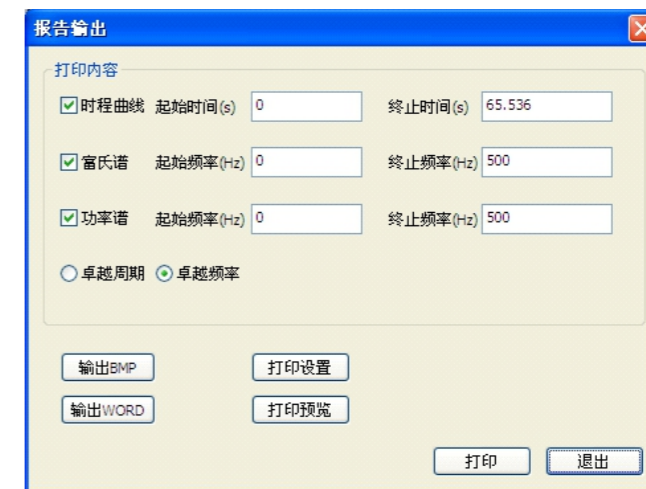 报告输出
打印内容
时程曲线 起始时间(s) 0 终止时间(s) 65.536
富氏谱 起始频率(Hz) 0 终止频率(Hz) 500
功率谱 起始频率(Hz) 0 终止频率(Hz) 500
卓越周期 卓越频率
输出BMP 打印设置
输出WORD 打印预览
打印 退出